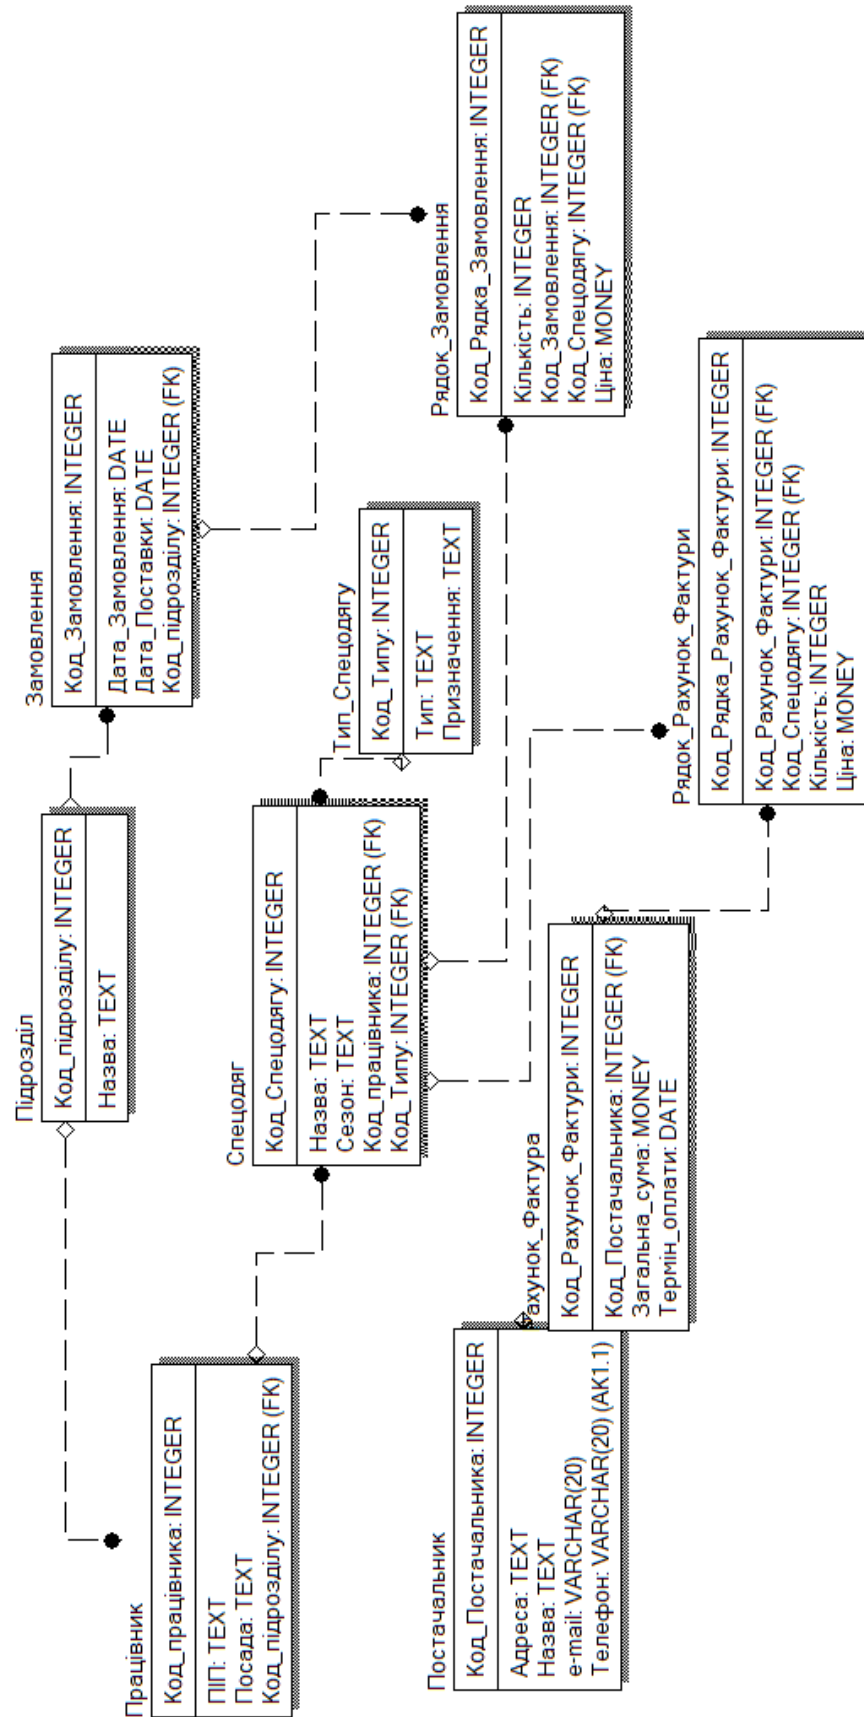 Працівник
Код_працівника: INTEGER
ПІП: TEXT
Посада: TEXT
Код_підрозділу: INTEGER (FK)
Підрозділ
Код_підрозділу: INTEGER
Назва: TEXT
Замовлення
Код_Замовлення: INTEGER
Дата_Замовлення: DATE
Дата_Поставки: DATE
Код_підрозділу: INTEGER (FK)
Спецодяг
Код_Спецодягу: INTEGER
Назва: TEXT
Сезон: TEXT
Код_працівника: INTEGER (FK)
Код_Типу: INTEGER (FK)
Тип_Спецодягу
Код_Типу: INTEGER
Тип: TEXT
Призначення: TEXT
Рядок_Замовлення
Код_Рядка_Замовлення: INTEGER
Кількість: INTEGER
Код_Замовлення: INTEGER (FK)
Код_Спецодягу: INTEGER (FK)
Ціна: MONEY
Постачальник
Код_Постачальника: INTEGER
Адреса: TEXT
Назва: TEXT
e-mail: VARCHAR(20)
Телефон: VARCHAR(20) (AK1.1)
ахунок_Фактура
Код_Рахунок_Фактури: INTEGER
Код_Постачальника: INTEGER (FK)
Загальна_сума: MONEY
Термін_оплати: DATE
Рядок_Рахунок_Фактури
Код_Рядка_Рахунок_Фактури: INTEGER
Код_Рахунок_Фактури: INTEGER (FK)
Код_Спецодягу: INTEGER (FK)
Кількість: INTEGER
Ціна: MONEY